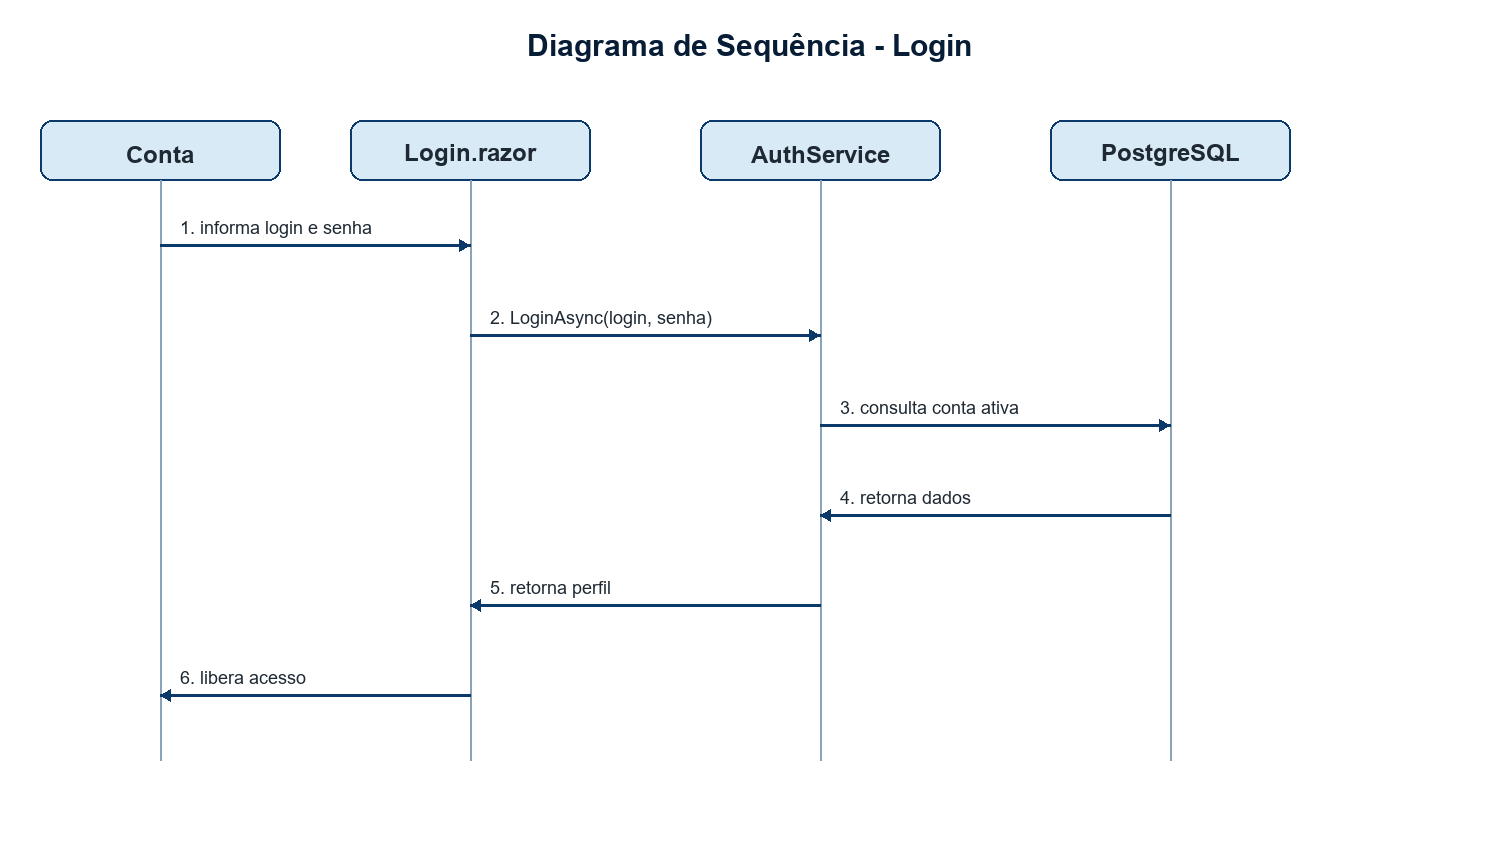 Diagrama de Sequência - Login
Conta
Login.razor
AuthService
PostgreSQL
1. informa login e senha
2. LoginAsync(login, senha)
3. consulta conta ativa
4. retorna dados
5. retorna perfil
6. libera acesso